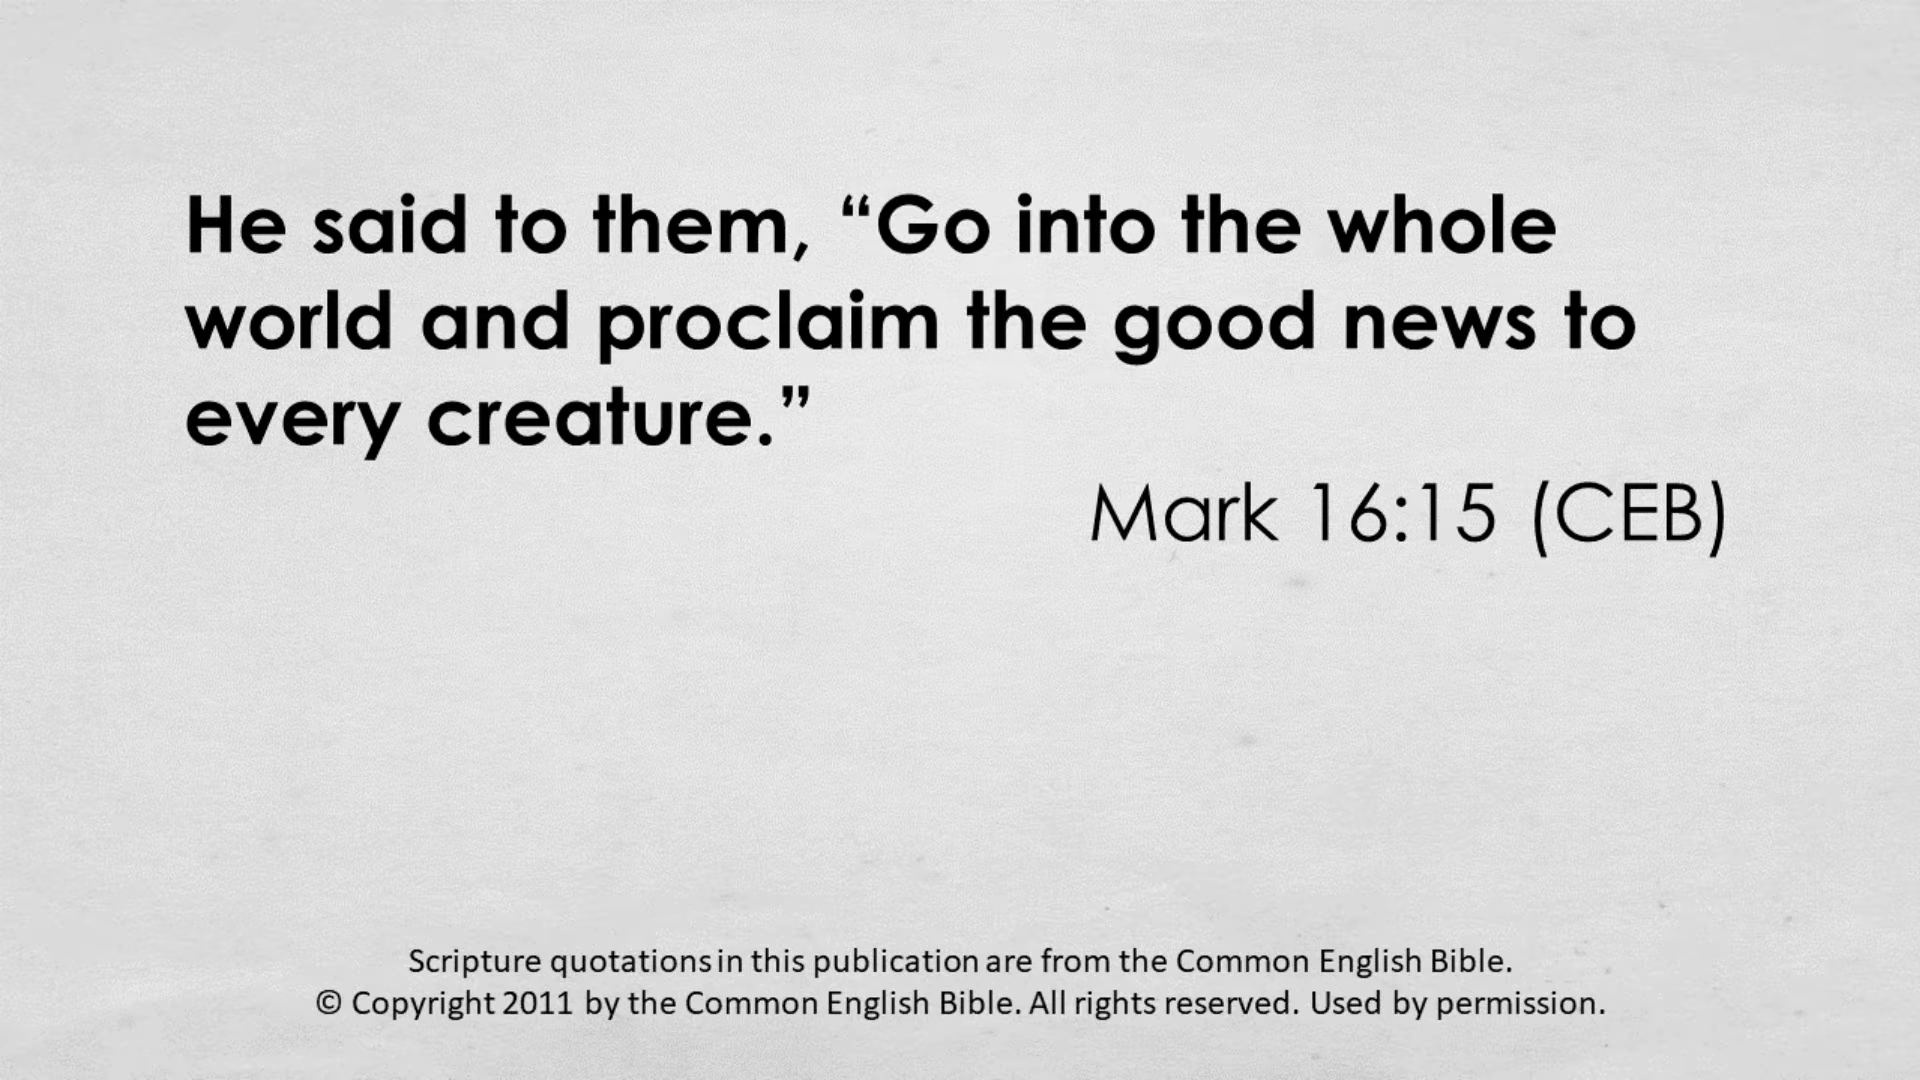 He said to them, “Go into the whole
world and proclaim the good news to
every creature.”
Mark 16:15 (CEB)
Scripture quotations in this publication are from the Common English Bible.
© Copyright 2011 by the Common English Bible. All rights reserved. Used by permission.